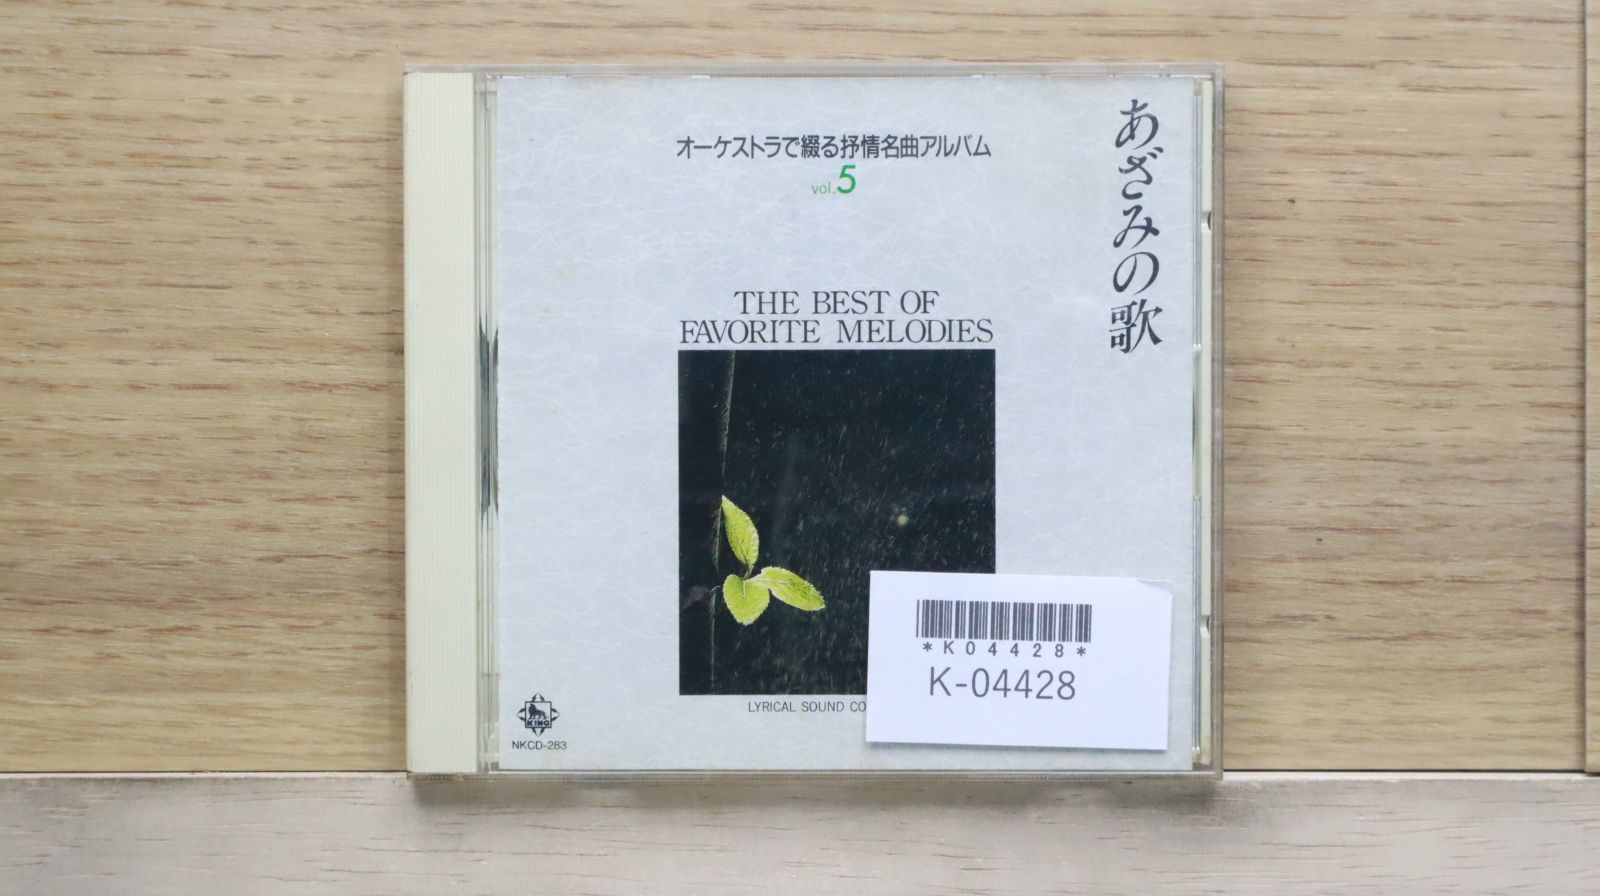 オーケストラで綴る抒情名曲アルバム
vol.5
あざみの歌
THE BEST OF
FAVORITE MELODIES
LYRICAL SOUND
KING
NKCD-283
*K04428*
K-04428